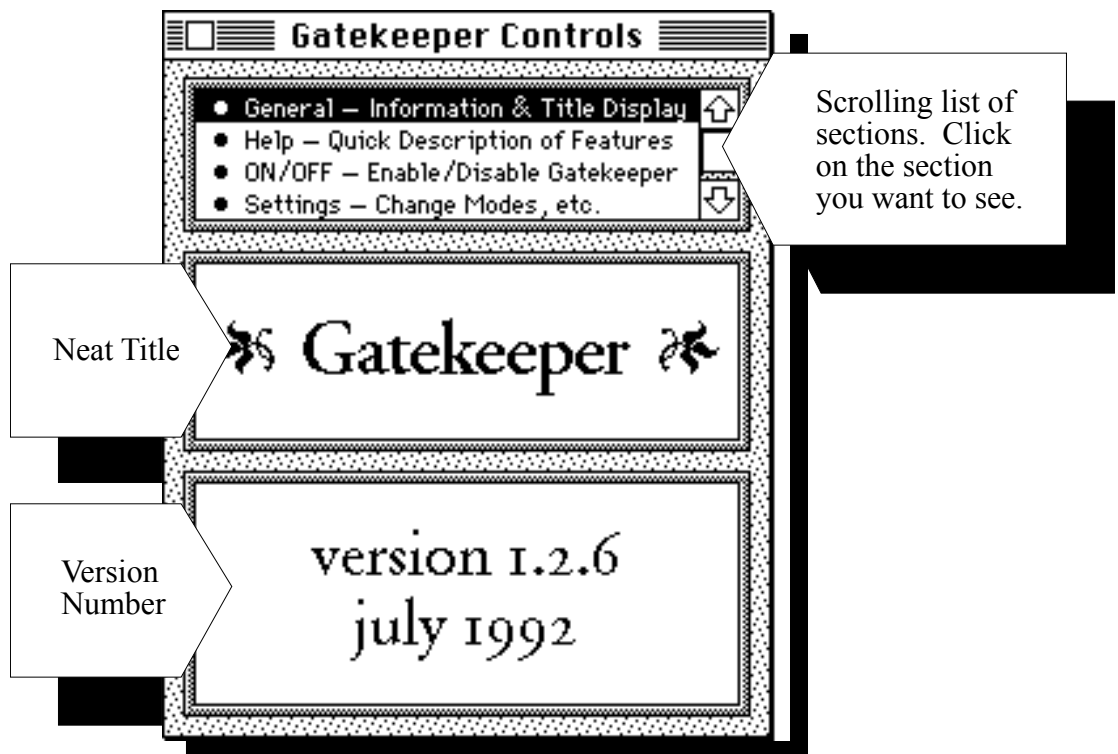 Gatekeeper Controls
● General – Information & Title Display
● Help – Quick Description of Features
● ON/OFF – Enable/Disable Gatekeeper
● Settings – Change Modes, etc.
Scrolling list of
sections.  Click
on the section
you want to see.
Neat Title
Gatekeeper
Version
Number
version 1.2.6
july 1992